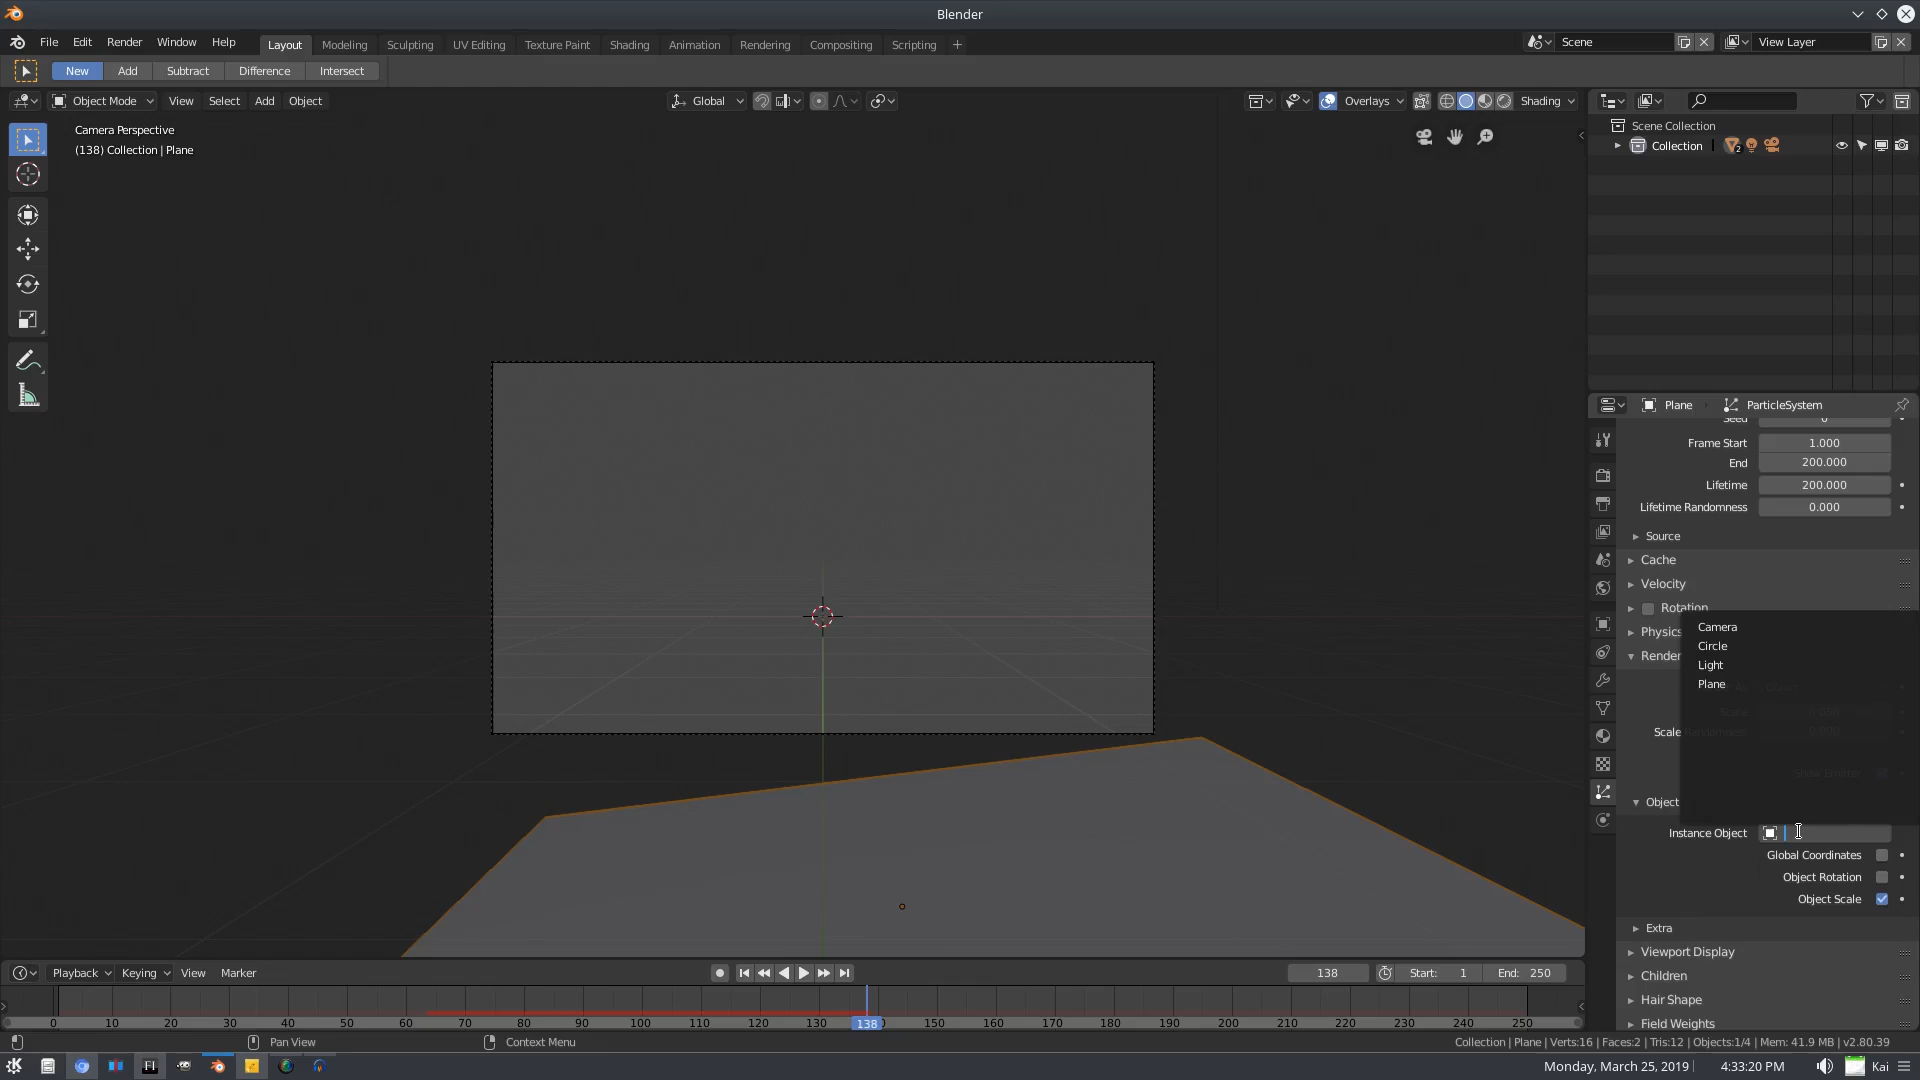 Blender
File Edit Render Window Help Layout Modeling Sculpting UV Editing Texture Paint Shading Animation Rendering Compositing Scripting + Scene View Layer
New Add Subtract Difference Intersect
Object Mode View Select Add Object Global Overlays Shading
Camera Perspective
(138) Collection | Plane
Scene Collection
Collection 2
Plane ParticleSystem
Seed 0
Frame Start 1.000
End 200.000
Lifetime 200.000
Lifetime Randomness 0.000
Source
Cache
Velocity
Rotation
Physics
Render
Camera
Circle
Light
Plane
Scale
Scale Randomness
Show Emitter
Object
Instance Object
Global Coordinates
Object Rotation
Object Scale
Extra
Viewport Display
Children
Hair Shape
Field Weights
Playback Keying View Marker 138 Start: 1 End: 250
0 10 20 30 40 50 60 70 80 90 100 110 120 130 138 150 160 170 180 190 200 210 220 230 240 250
Pan View Context Menu Collection | Plane | Verts:16 | Faces:2 | Tris:12 | Objects:1/4 | Mem: 41.9 MB | v2.80.39
Monday, March 25, 2019 4:33:20 PM Kai